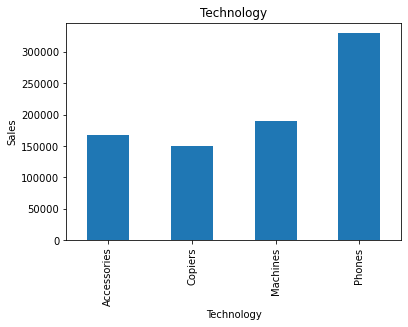 Technology
300000
250000
200000
150000
100000
50000
0
Sales
Accessories
Copiers
Machines
Phones
Technology